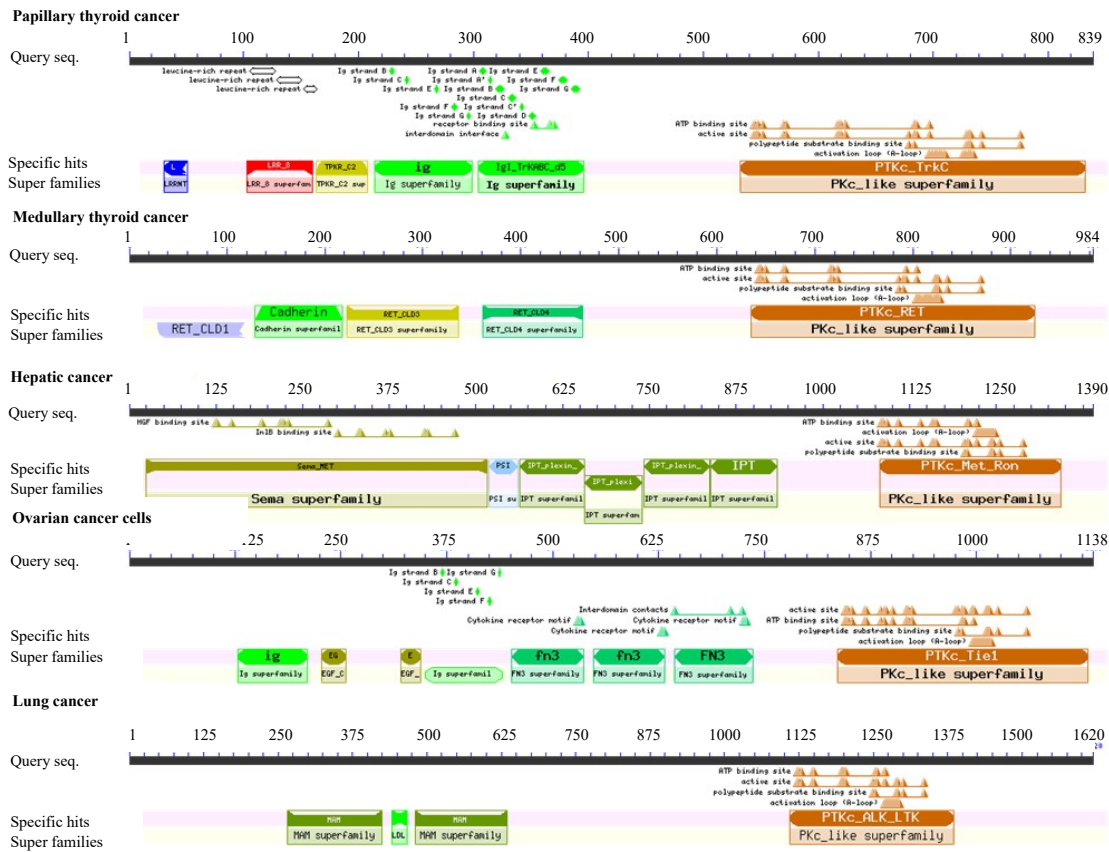 Papillary thyroid cancer
1 100 200 300 400 500 600 700 800 839
Query seq.
leucine-rich repeat Ig strand B Ig strand A Ig strand E
leucine-rich repeat Ig strand C Ig strand A' Ig strand F
leucine-rich repeat Ig strand E Ig strand B Ig strand G
Ig strand C
Ig strand F Ig strand C'
Ig strand G Ig strand D
receptor binding site ATP binding site
interdomain interface active site
polypeptide substrate binding site
activation loop (A-loop)
Specific hits L LRR_8 TPKR_C2 ig IgI_TrkABC_d5 PTKc_TrkC
Super families LRRNT LRR_8 superfam TPKR_C2 sup Ig superfamily Ig superfamily PKc_like superfamily
Medullary thyroid cancer
1 100 200 300 400 500 600 700 800 900 984
Query seq.
ATP binding site
active site
polypeptide substrate binding site
activation loop (A-loop)
Specific hits Cadherin RET_CLD3 RET_CLD4 PTKc_RET
Super families RET_CLD1 Cadherin superfamil RET_CLD3 superfamily RET_CLD4 superfamily PKc_like superfamily
Hepatic cancer
1 125 250 375 500 625 750 875 1000 1125 1250 1390
Query seq.
HGF binding site ATP binding site
InlB binding site activation loop (A-loop)
active site
polypeptide substrate binding site
Specific hits Sema_MET PSI IPT_plexin_ IPT_plexi IPT_plexin_ IPT PTKc_Met_Ron
Super families Sema superfamily PSI su IPT superfamil IPT superfam IPT superfamil IPT superfamil PKc_like superfamily
Ovarian cancer cells
.25 250 375 500 625 750 875 1000 1138
Query seq.
Ig strand B Ig strand G
Ig strand C
Ig strand E
Ig strand F
Interdomain contacts active site
Cytokine receptor motif Cytokine receptor motif ATP binding site
Cytokine receptor motif polypeptide substrate binding site
activation loop (A-loop)
Specific hits ig EG E fn3 fn3 FN3 PTKc_Tie1
Super families Ig superfamily EGF_C EGF_ Ig superfamil FN3 superfamily FN3 superfamily FN3 superfamily PKc_like superfamily
Lung cancer
1 125 250 375 500 625 750 875 1000 1125 1250 1375 1500 1620
20
Query seq.
ATP binding site
active site
polypeptide substrate binding site
activation loop (A-loop)
Specific hits MAM MAM PTKc_ALK_LTK
Super families MAM superfamily LDL MAM superfamily PKc_like superfamily